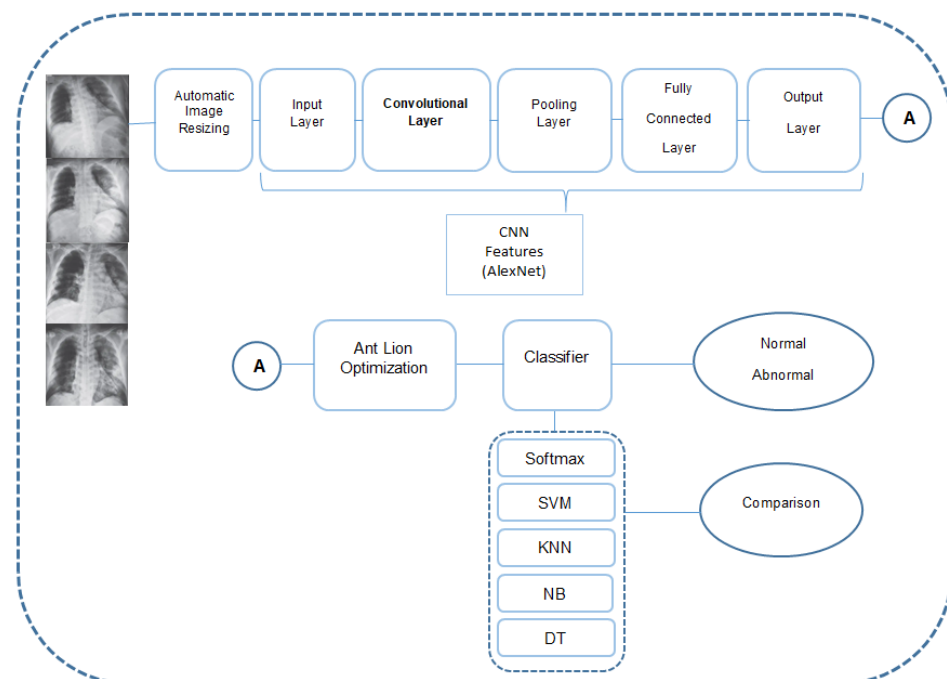 Automatic
Image
Resizing
Input
Layer
Convolutional
Layer
Pooling
Layer
Fully
Connected
Layer
Output
Layer
A
CNN
Features
(AlexNet)
A
Ant Lion
Optimization
Classifier
Normal
Abnormal
Softmax
SVM
KNN
NB
DT
Comparison